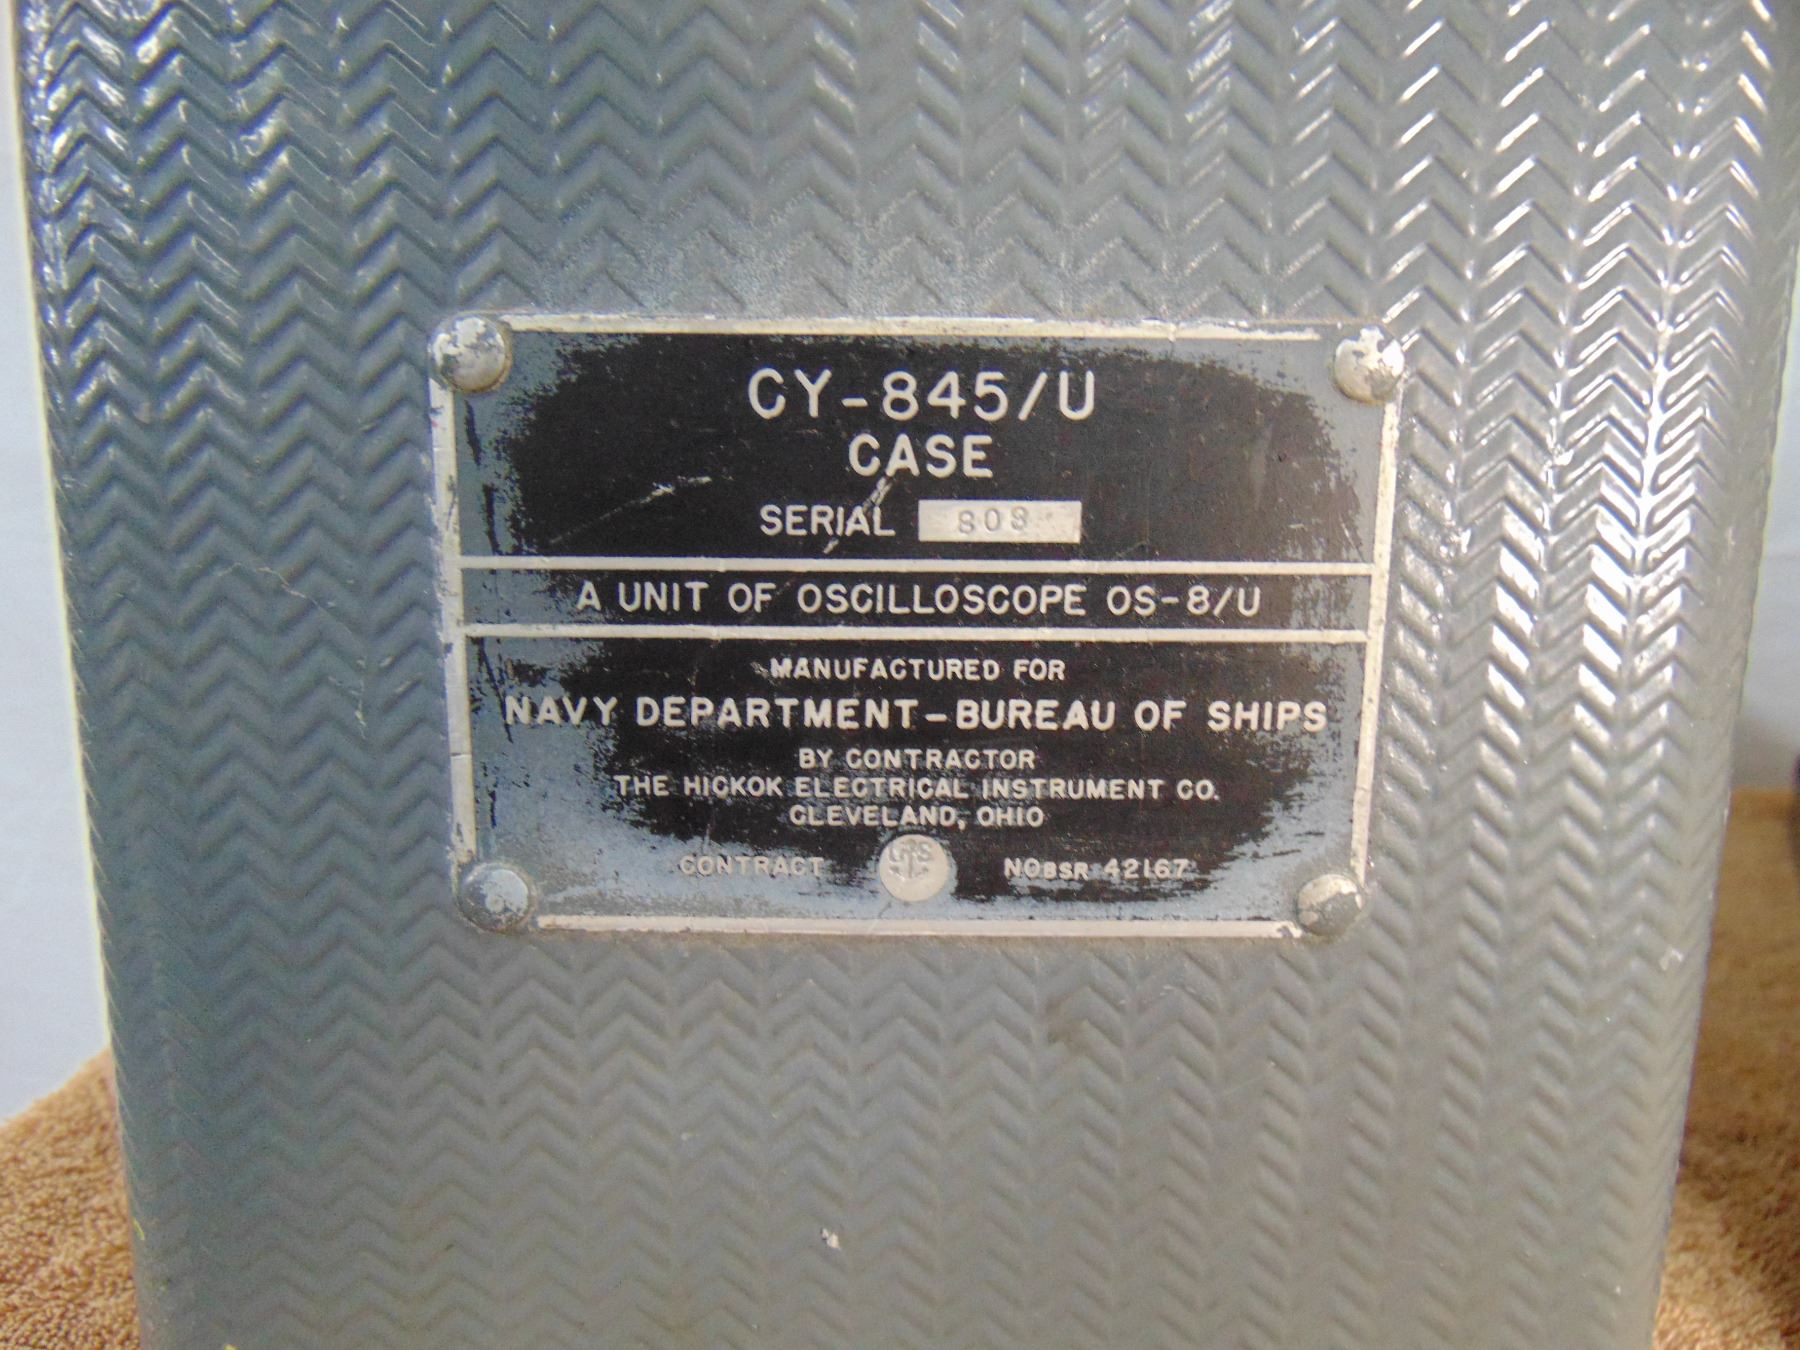 CY-845/U
CASE
SERIAL 808
A UNIT OF OSCILLOSCOPE OS-8/U
MANUFACTURED FOR
NAVY DEPARTMENT-BUREAU OF SHIPS
BY CONTRACTOR
THE HICKOK ELECTRICAL INSTRUMENT CO.
CLEVELAND, OHIO
CONTRACT US NOBSR 42167